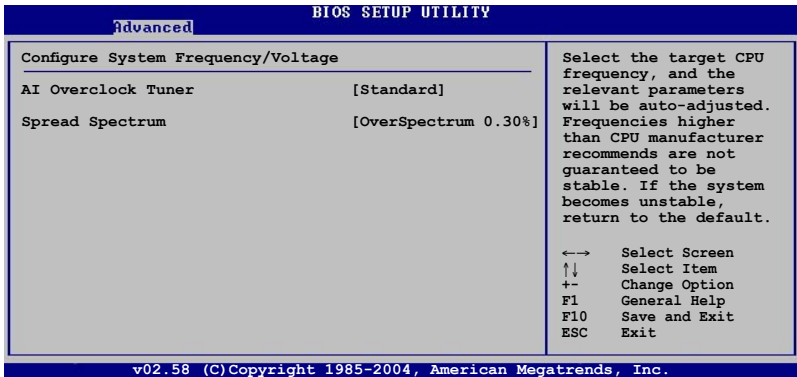 BIOS SETUP UTILITY
Advanced
Configure System Frequency/Voltage
AI Overclock Tuner [Standard]
Spread Spectrum [OverSpectrum 0.30%]
Select the target CPU
frequency, and the
relevant parameters
will be auto-adjusted.
Frequencies higher
than CPU manufacturer
recommends are not
guaranteed to be
stable. If the system
becomes unstable,
return to the default.
←→ Select Screen
↑↓ Select Item
+- Change Option
F1 General Help
F10 Save and Exit
ESC Exit
v02.58 (C)Copyright 1985-2004, American Megatrends, Inc.